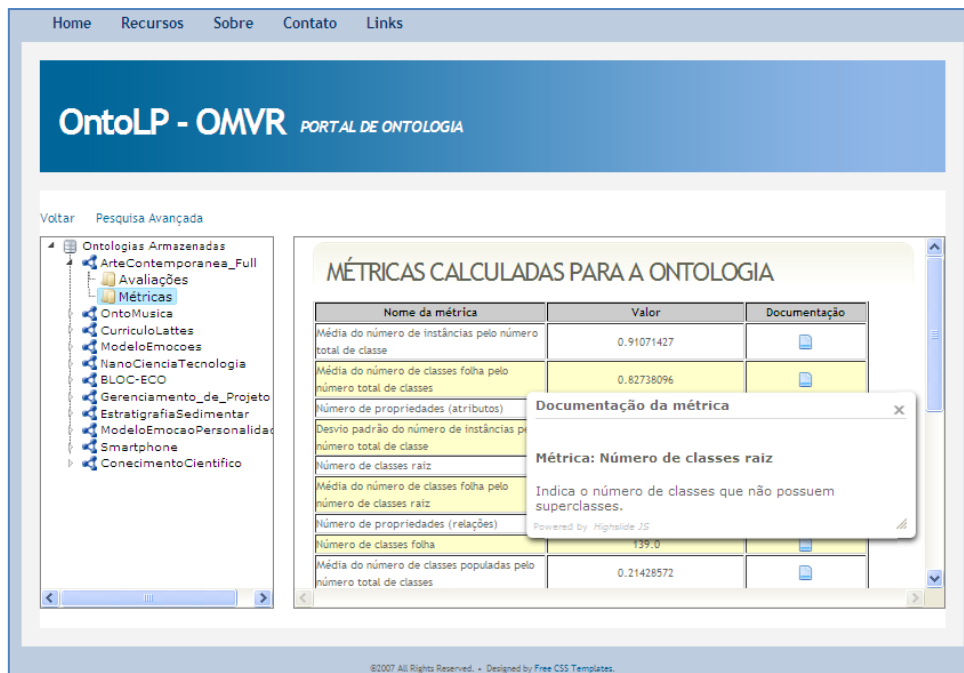 Home Recursos Sobre Contato Links
OntoLP - OMVR PORTAL DE ONTOLOGIA
Voltar Pesquisa Avançada
Ontologias Armazenadas
ArteContemporanea_Full
Avaliações
Métricas
OntoMusica
CurriculoLattes
ModeloEmocoes
NanoCienciaTecnologia
BLOC-ECO
Gerenciamento_de_Projeto
EstratigrafiaSedimentar
ModeloEmocaoPersonalidad
Smartphone
ConecimentoCientifico
MÉTRICAS CALCULADAS PARA A ONTOLOGIA
Nome da métrica Valor Documentação
Média do número de instâncias pelo número
total de classe
0.91071427
Média do número de classes folha pelo
número total de classes
0.82738096
Número de propriedades (atributos)
Desvio padrão do número de instâncias pe
número total de classe
Número de classes raiz
Média do número de classes folha pelo
número de classes raiz
Número de propriedades (relações)
Número de classes folha 139.0
Média do número de classes populadas pelo
número total de classes
0.21428572
Documentação da métrica
Métrica: Número de classes raiz
Indica o número de classes que não possuem
superclasses.
Powered by Highslide JS
©2007 All Rights Reserved. • Designed by Free CSS Templates.